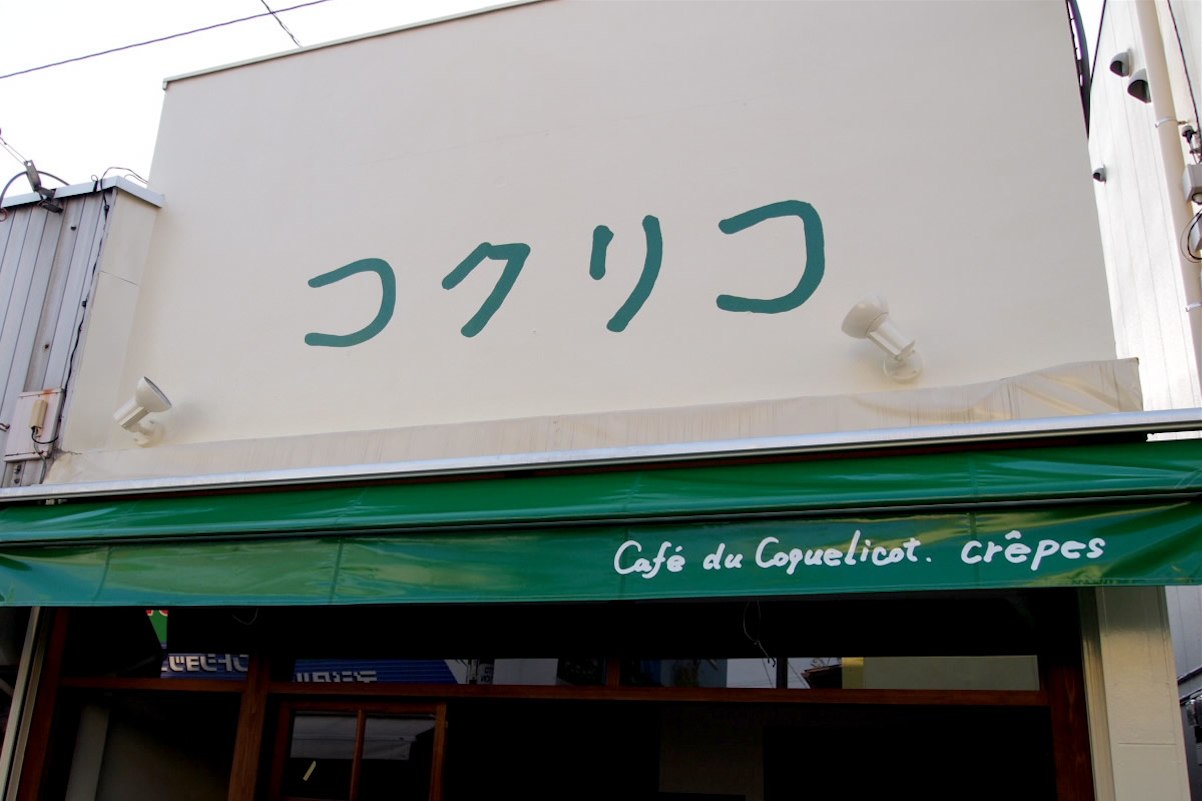 コクリコ
Café du Coquelicot. crêpes